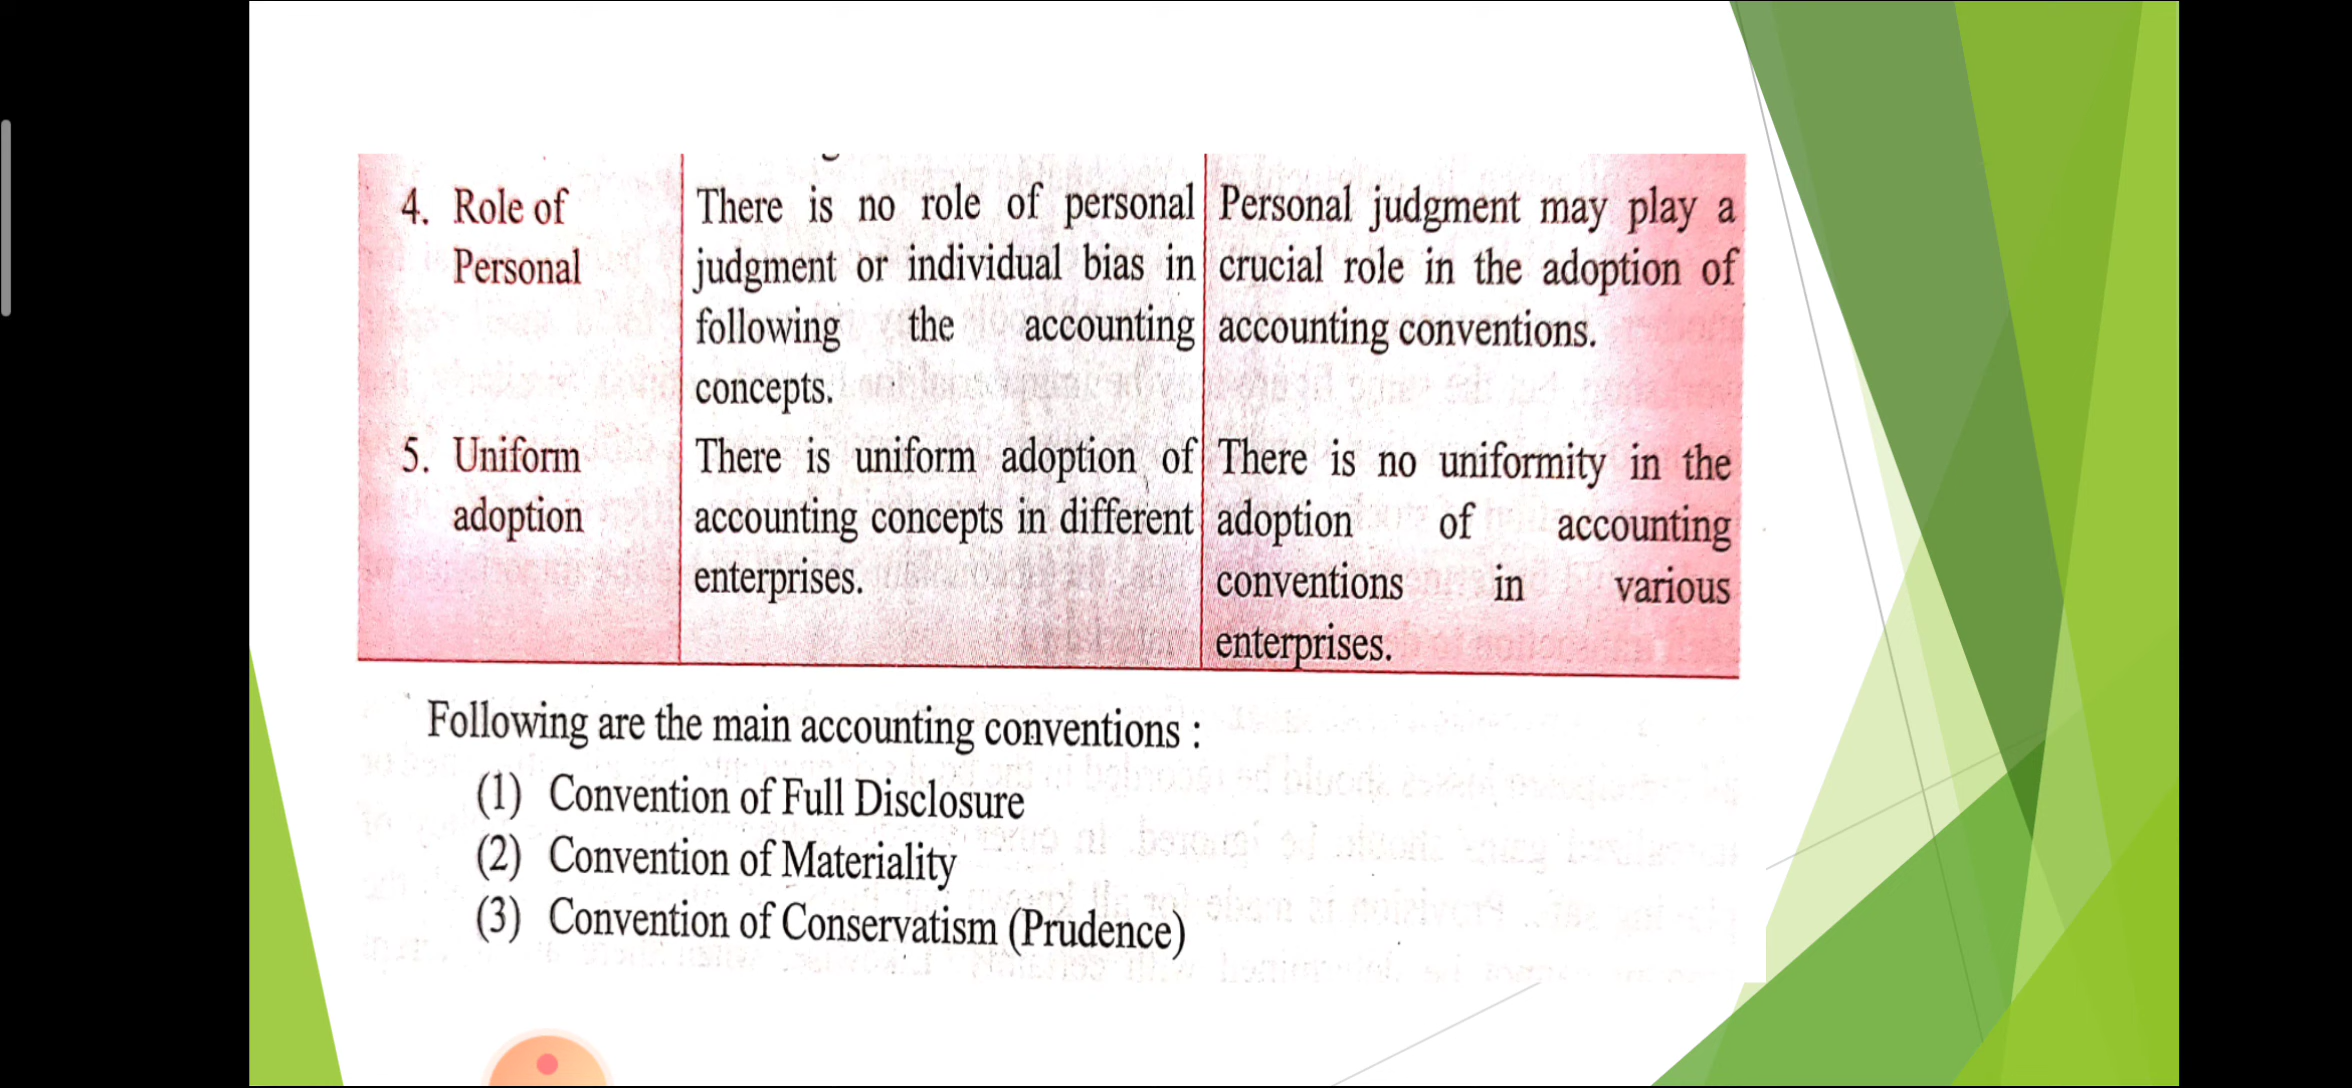 4. Role of Personal
There is no role of personal judgment or individual bias in following the accounting concepts.
Personal judgment may play a crucial role in the adoption of accounting conventions.
5. Uniform adoption
There is uniform adoption of accounting concepts in different enterprises.
There is no uniformity in the adoption of accounting conventions in various enterprises.
Following are the main accounting conventions :
(1) Convention of Full Disclosure
(2) Convention of Materiality
(3) Convention of Conservatism (Prudence)